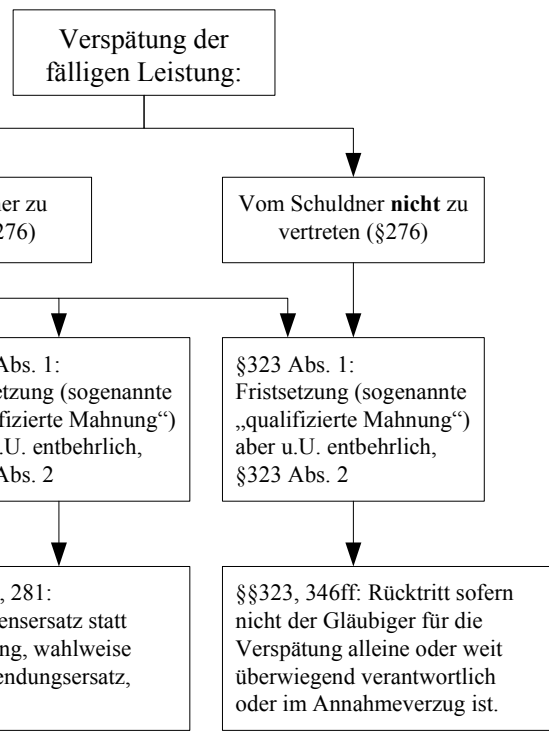 Verspätung der
fälligen Leistung:
er zu
276)
Vom Schuldner nicht zu
vertreten (§276)
Abs. 1:
etzung (sogenannte
fizierte Mahnung“)
.U. entbehrlich,
Abs. 2
§323 Abs. 1:
Fristsetzung (sogenannte
„qualifizierte Mahnung“)
aber u.U. entbehrlich,
§323 Abs. 2
, 281:
ensersatz statt
ng, wahlweise
endungsersatz,
§§323, 346ff: Rücktritt sofern
nicht der Gläubiger für die
Verspätung alleine oder weit
überwiegend verantwortlich
oder im Annahmeverzug ist.